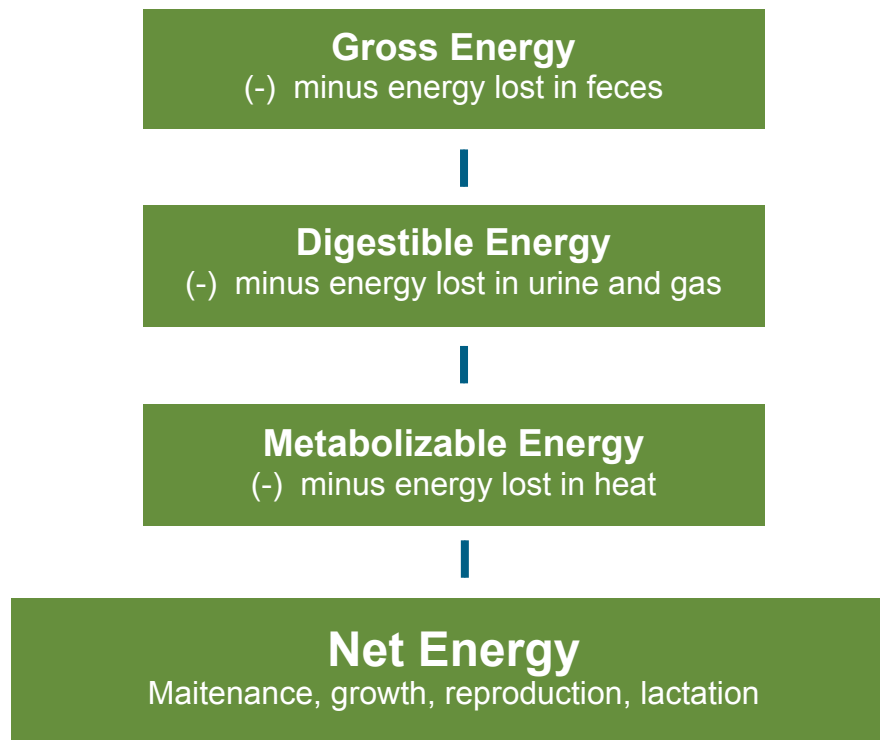 Gross Energy
(-) minus energy lost in feces
Digestible Energy
(-) minus energy lost in urine and gas
Metabolizable Energy
(-) minus energy lost in heat
Net Energy
Maitenance, growth, reproduction, lactation